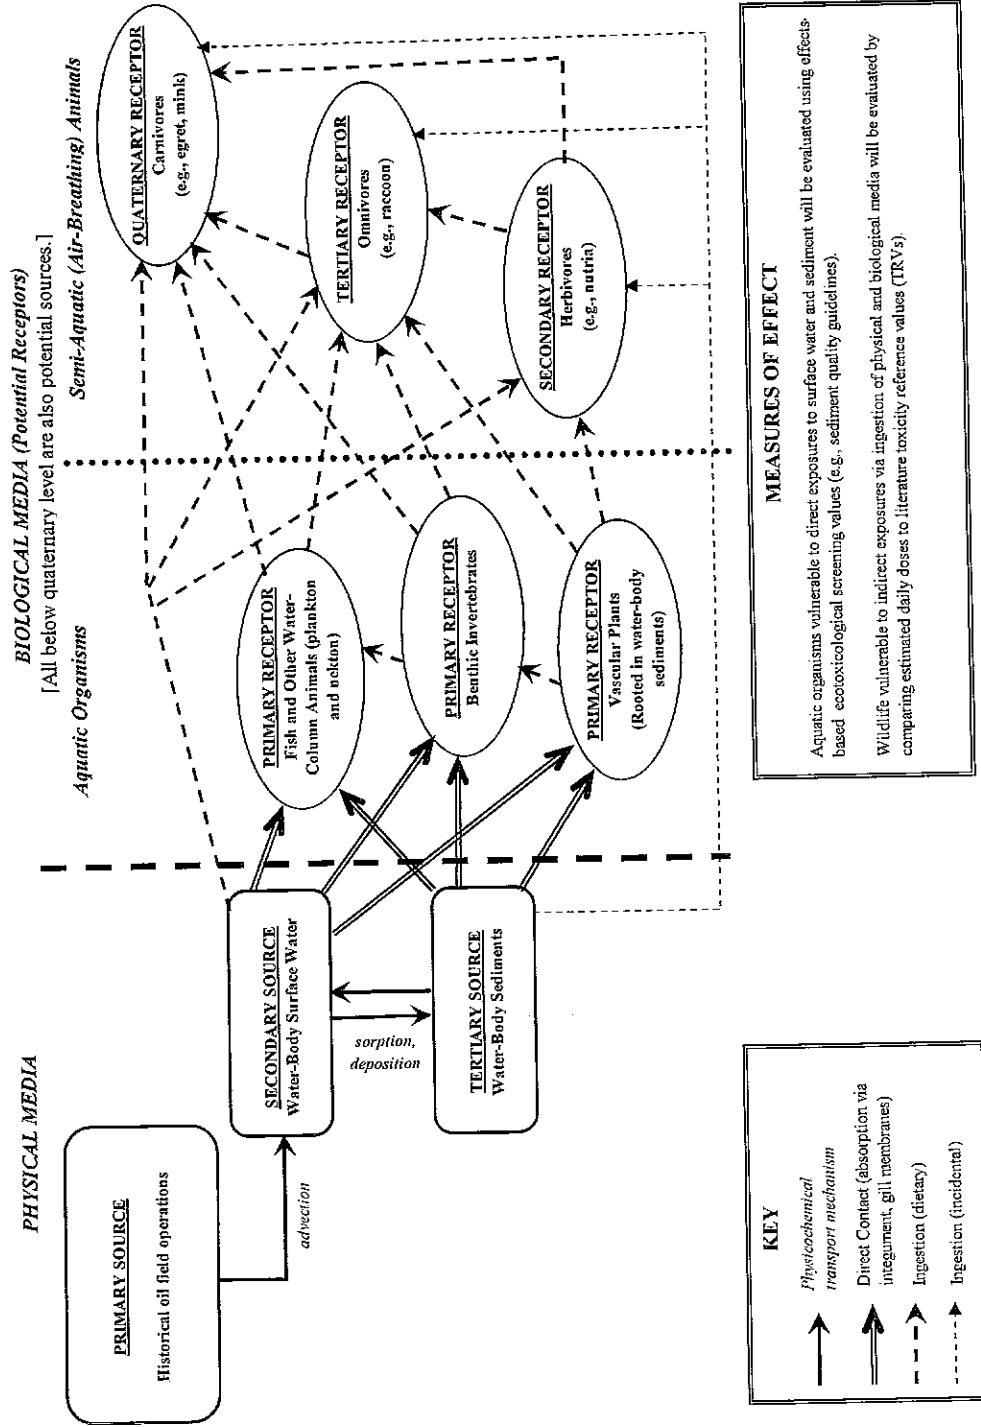 PHYSICAL MEDIA
BIOLOGICAL MEDIA (Potential Receptors)
[All below quaternary level are also potential sources.]
Aquatic Organisms
Semi-Aquatic (Air-Breathing) Animals
PRIMARY SOURCE
Historical oil field operations
advection
SECONDARY SOURCE
Water-Body Surface Water
sorption,
deposition
TERTIARY SOURCE
Water-Body Sediments
PRIMARY RECEPTOR
Fish and Other Water-
Column Animals (plankton
and nekton)
PRIMARY RECEPTOR
Benthic Invertebrates
PRIMARY RECEPTOR
Vascular Plants
(Rooted in water-body
sediments)
QUATERNARY RECEPTOR
Carnivores
(e.g., egret, mink)
TERTIARY RECEPTOR
Omnivores
(e.g., raccoon)
SECONDARY RECEPTOR
Herbivores
(e.g., nutria)
KEY
Physicochemical
transport mechanism
Direct Contact (absorption via
integument, gill membranes)
Ingestion (dietary)
Ingestion (incidental)
MEASURES OF EFFECT
Aquatic organisms vulnerable to direct exposures to surface water and sediment will be evaluated using effects-
based ecotoxicological screening values (e.g., sediment quality guidelines).
Wildlife vulnerable to indirect exposures via ingestion of physical and biological media will be evaluated by
comparing estimated daily doses to literature toxicity reference values (TRVs).